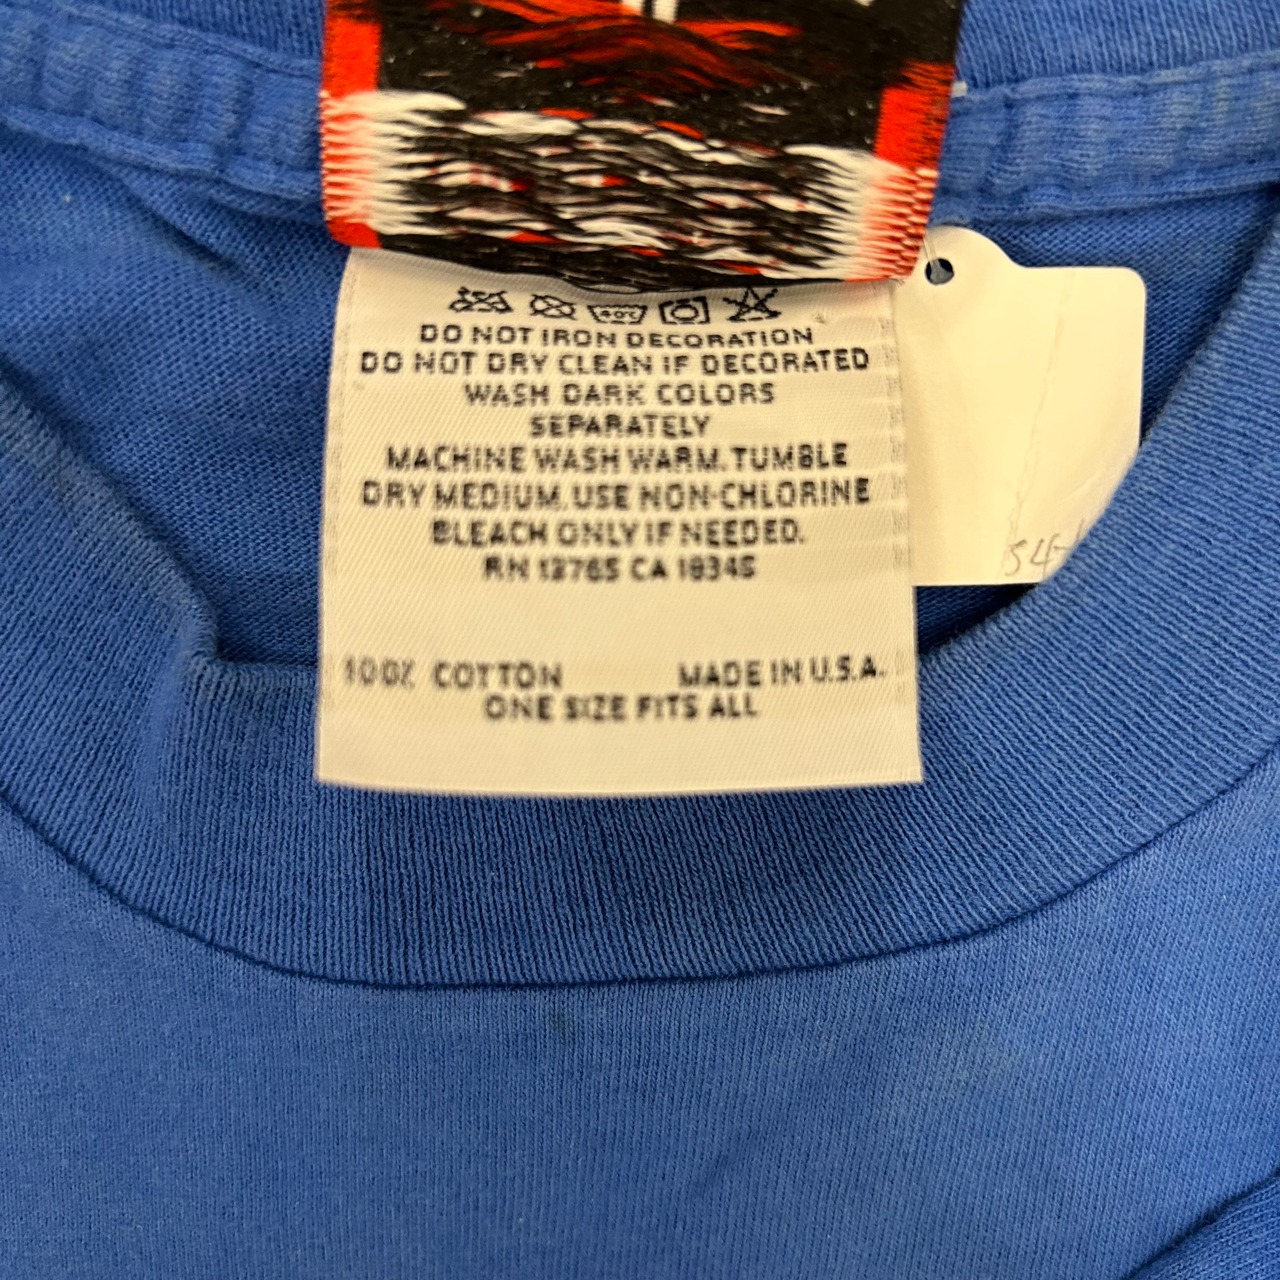 40°C
DO NOT IRON DECORATION
DO NOT DRY CLEAN IF DECORATED
WASH DARK COLORS
SEPARATELY
MACHINE WASH WARM. TUMBLE
DRY MEDIUM. USE NON-CHLORINE
BLEACH ONLY IF NEEDED.
RN 13765 CA 18345
100% COTTON MADE IN U.S.A.
ONE SIZE FITS ALL